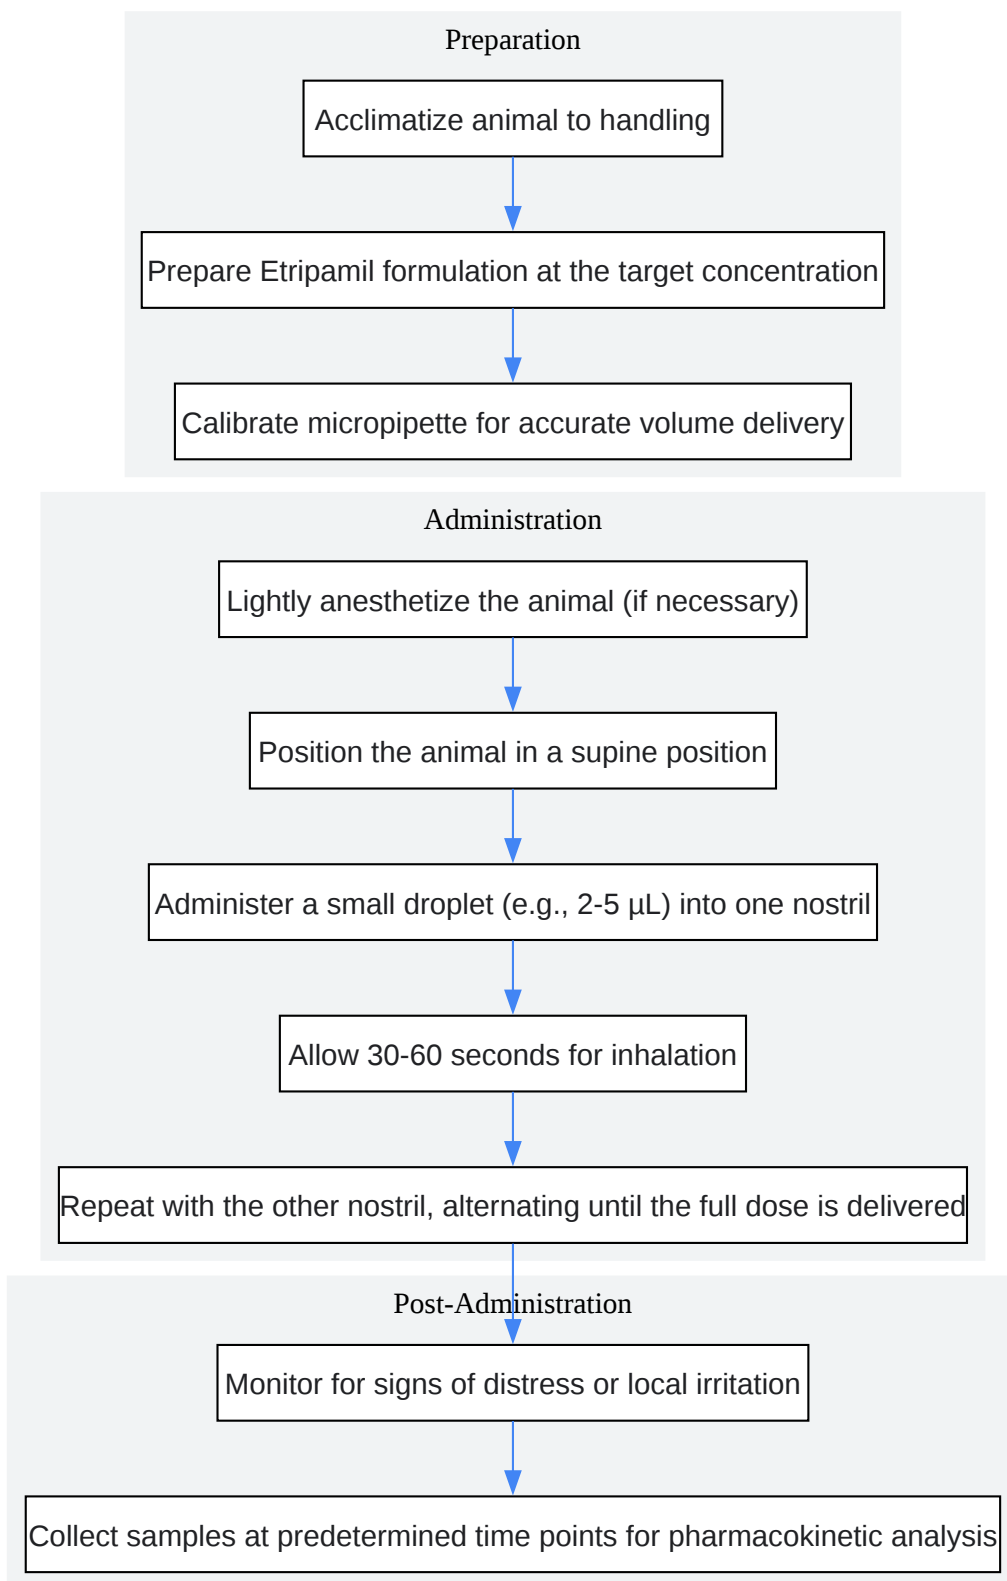 Preparation
Acclimatize animal to handling
Prepare Etripamil formulation at the target concentration
Calibrate micropipette for accurate volume delivery
Administration
Lightly anesthetize the animal (if necessary)
Position the animal in a supine position
Administer a small droplet (e.g., 2-5 µL) into one nostril
Allow 30-60 seconds for inhalation
Repeat with the other nostril, alternating until the full dose is delivered
Post-Administration
Monitor for signs of distress or local irritation
Collect samples at predetermined time points for pharmacokinetic analysis